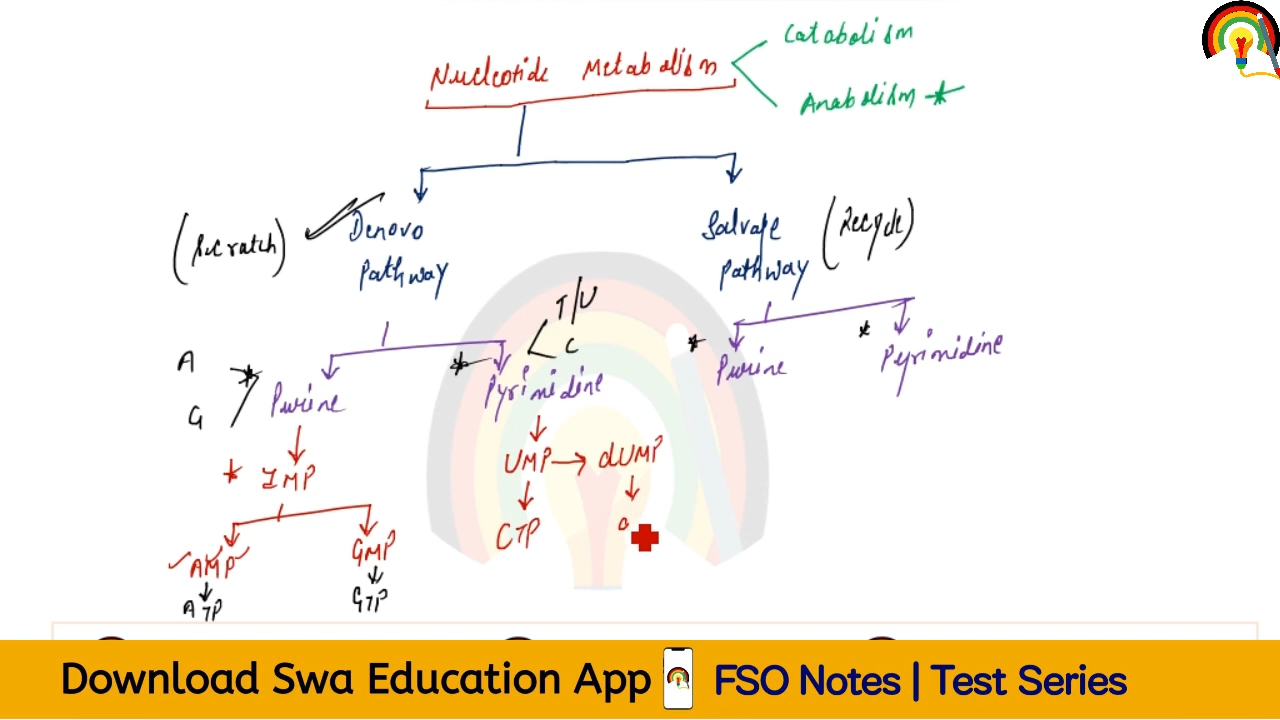 Catabolism
Nucleotide Metabolism
Anabolism *
(Scratch)
Denovo
Pathway
Salvage
Pathway
(Recycle)
T/U
C
A
G
*
Purine
*
Pyrimidine
*
Purine
*
Pyrimidine
* IMP
UMP → dUMP
CTP
AMP
GMP
ATP
GTP
Download Swa Education App
FSO Notes | Test Series